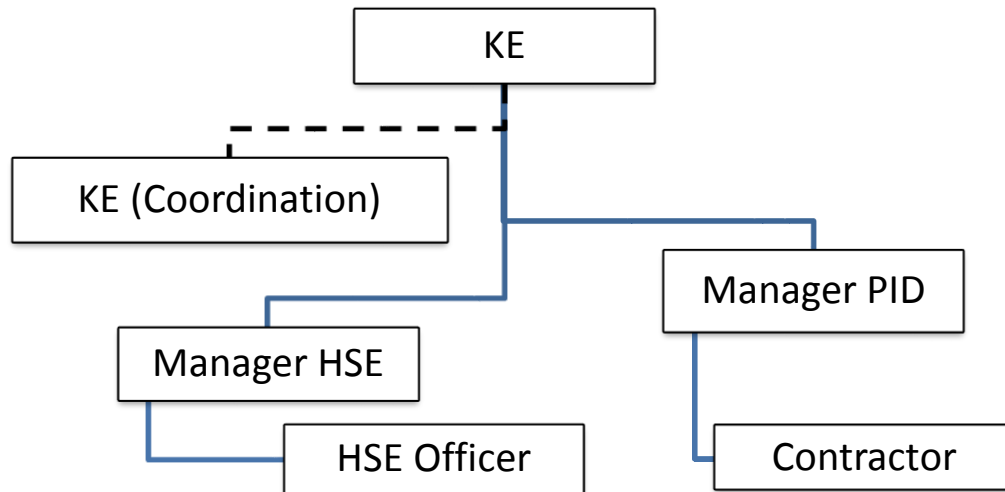 KE
KE (Coordination)
Manager PID
Manager HSE
HSE Officer
Contractor